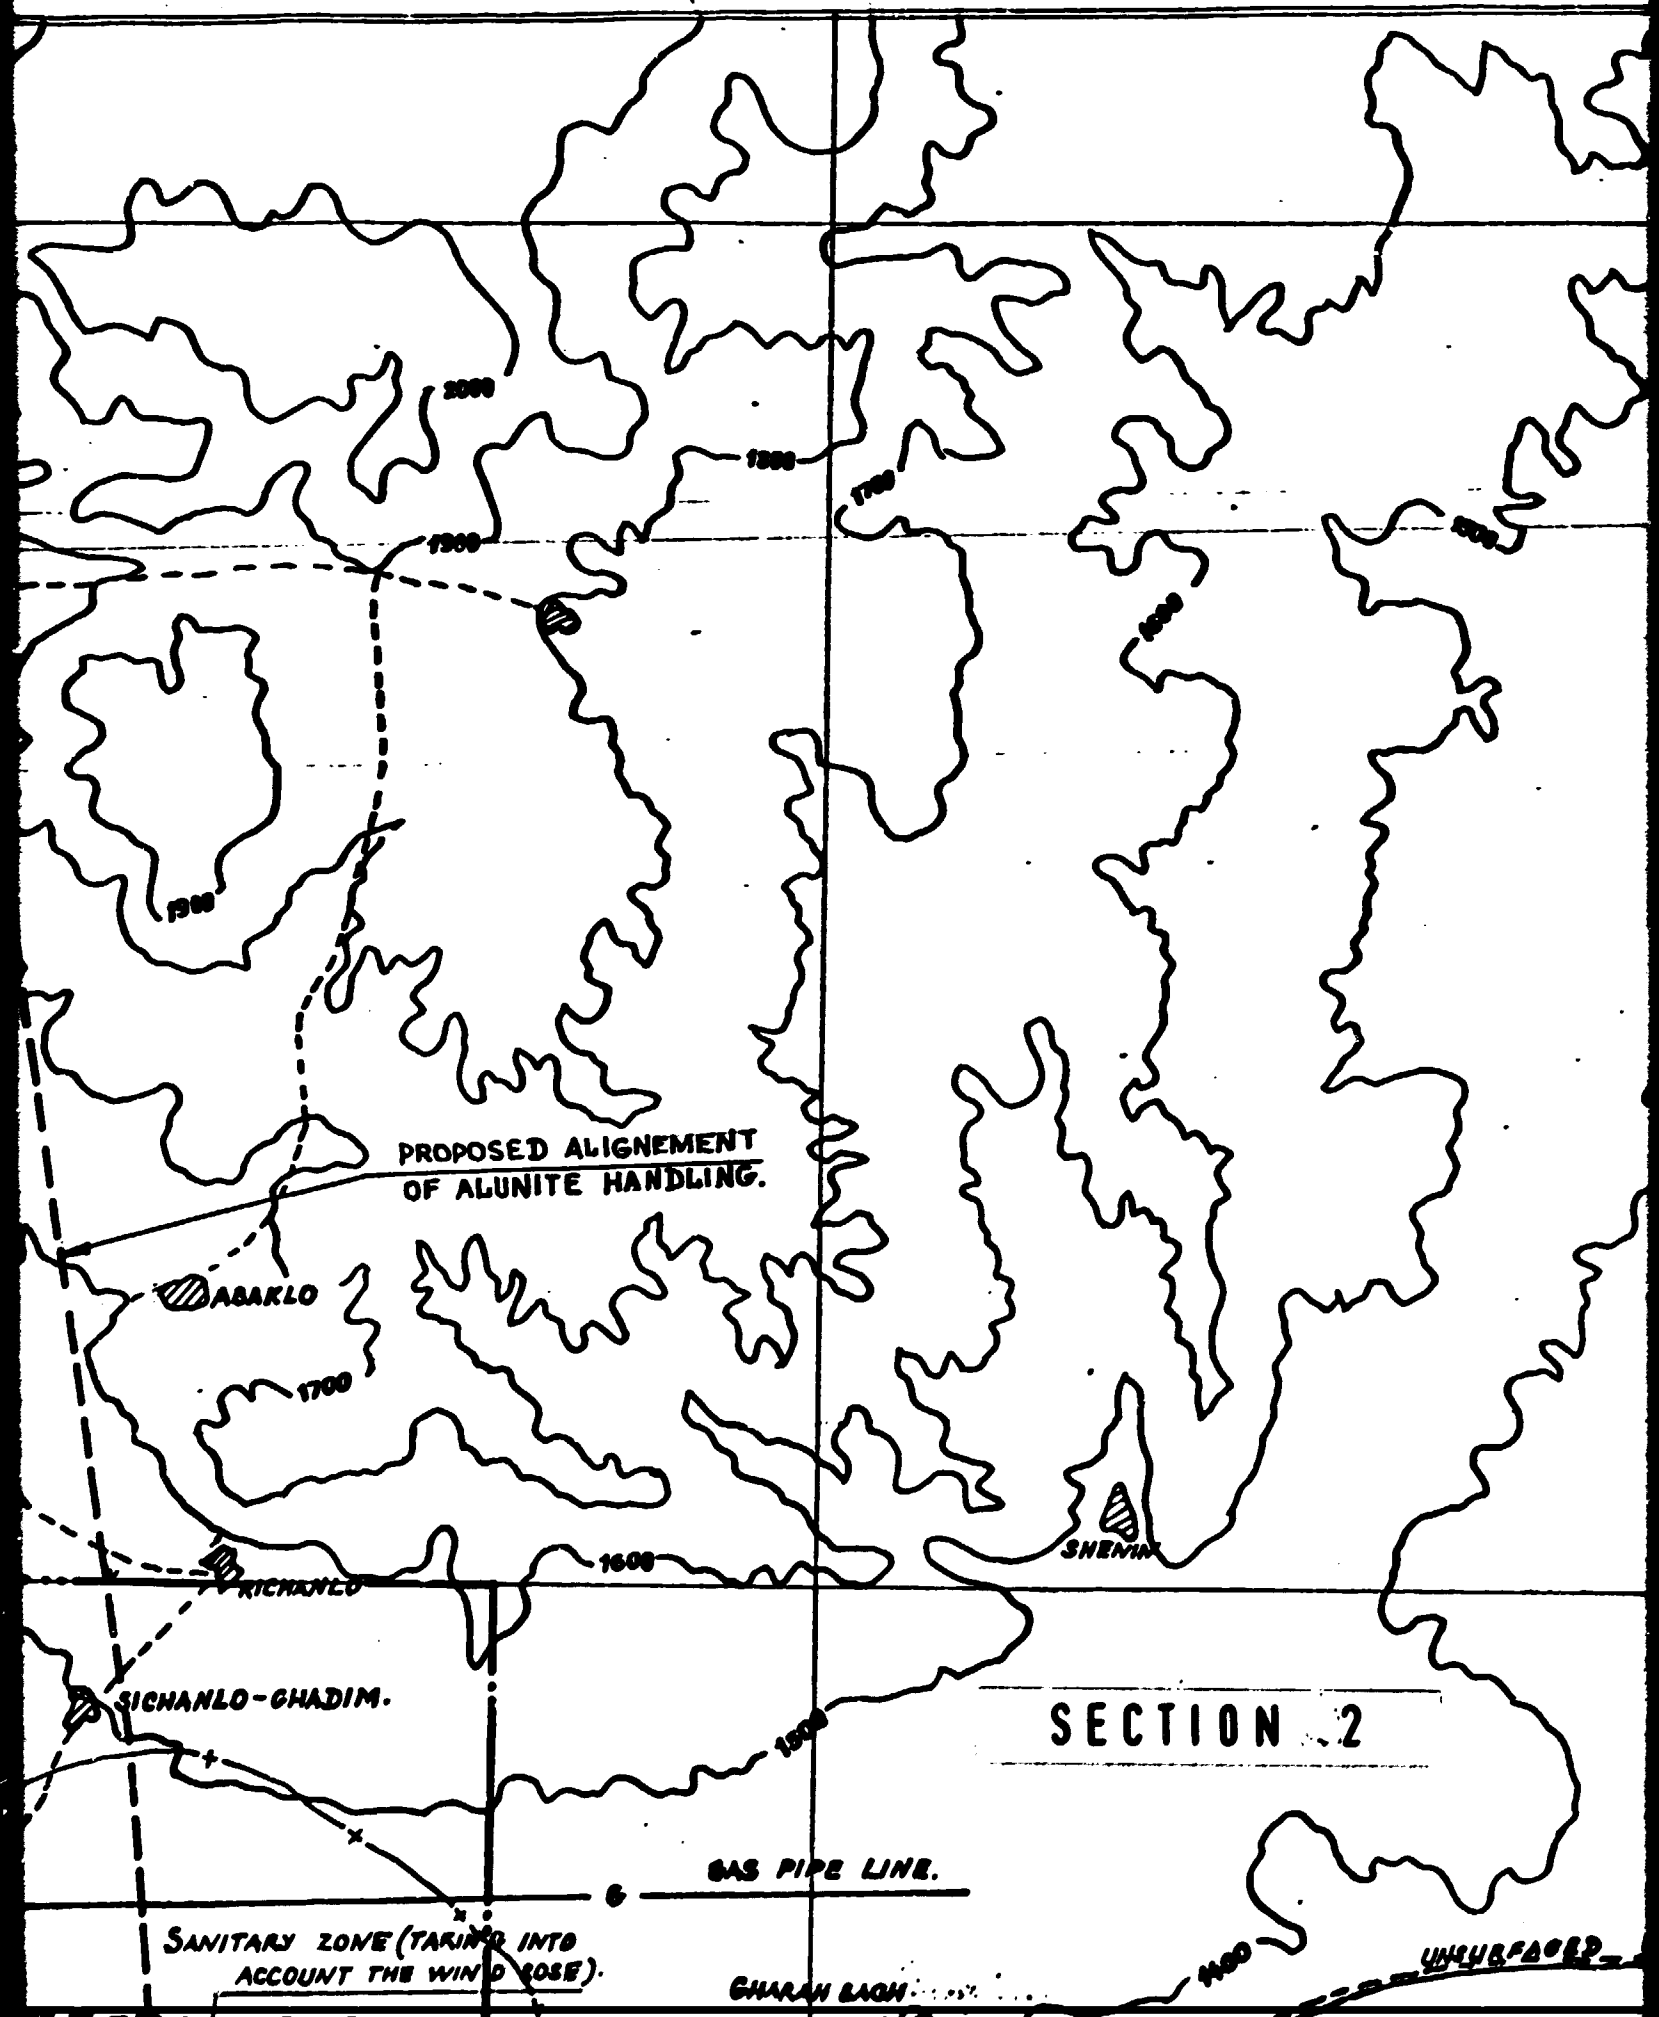 2000
1800
1700
1900
1500
1600
1900
PROPOSED ALIGNEMENT
OF ALUNITE HANDLING.
ABAKLO
1700
1600
SHENIN
RICHANLO
SICHANLO-GHADIM.
SECTION 2
1500
GAS PIPE LINE.
G
SANITARY ZONE (TAKING INTO
ACCOUNT THE WIND ROSE).
1400
UNSURFACED
GHARAH BAGH